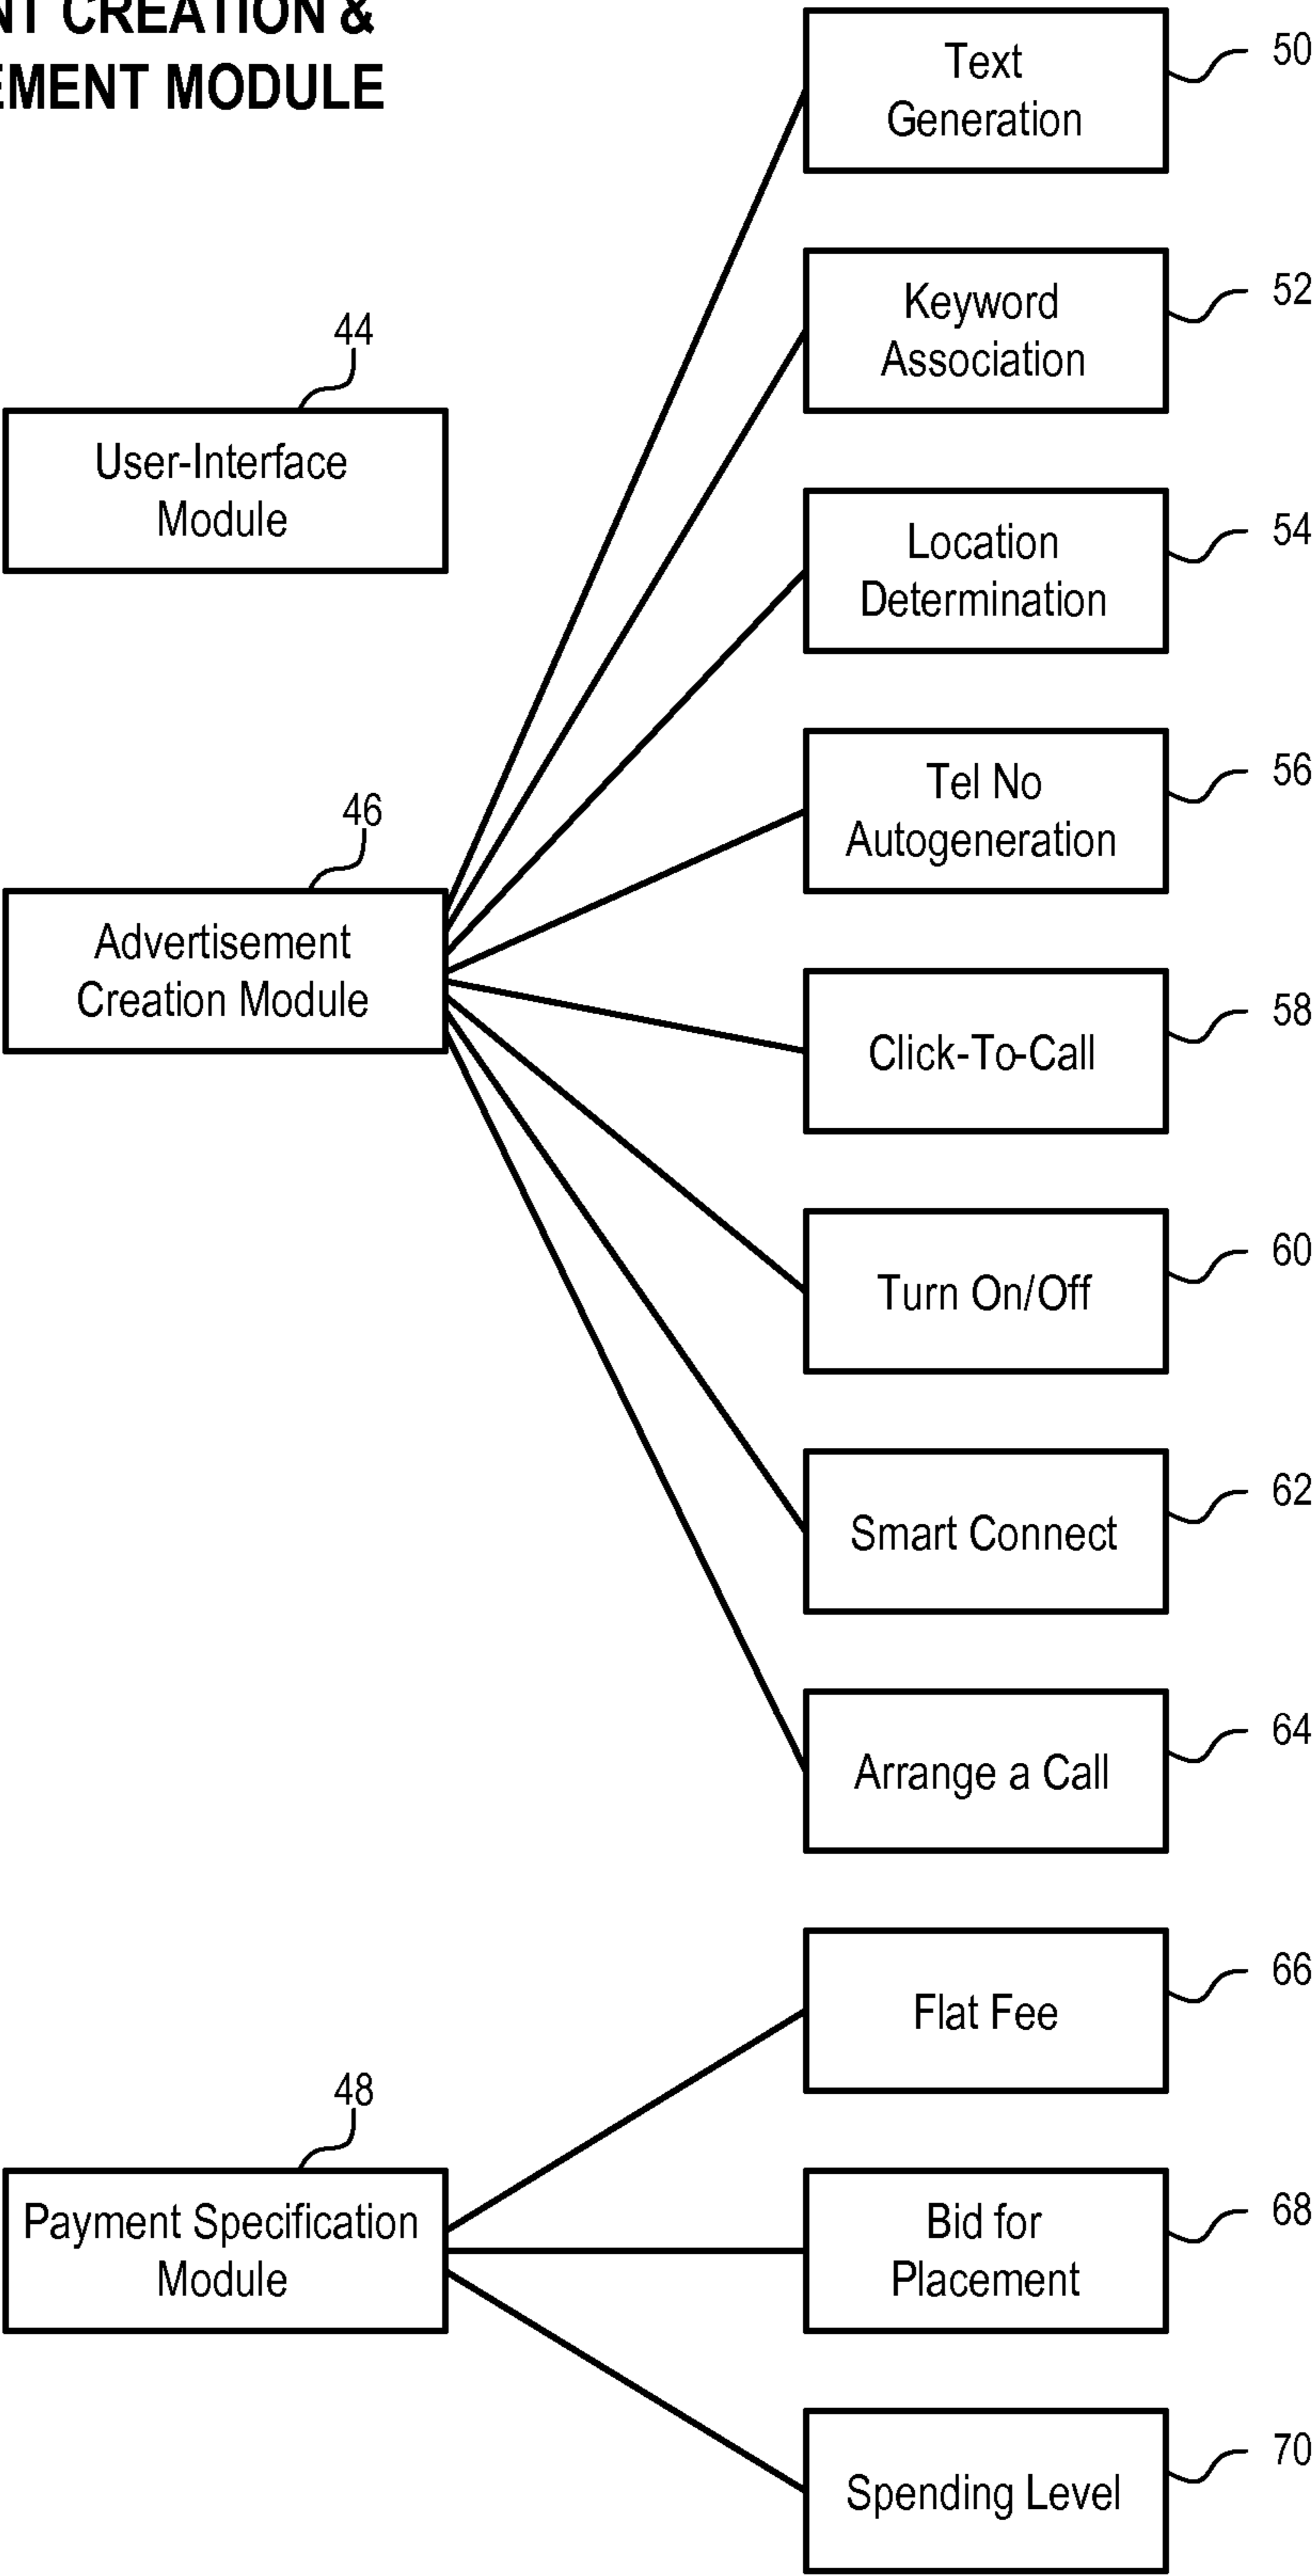 CREATION &
MODULE
50
Text
Generation
52
Keyword
Association
44
User-Interface
Module
54
Location
Determination
56
Tel No
Autogeneration
46
Advertisement
Creation Module
58
Click-To-Call
60
Turn On/Off
62
Smart Connect
64
Arrange a Call
66
Flat Fee
48
Payment Specification
Module
68
Bid for
Placement
70
Spending Level